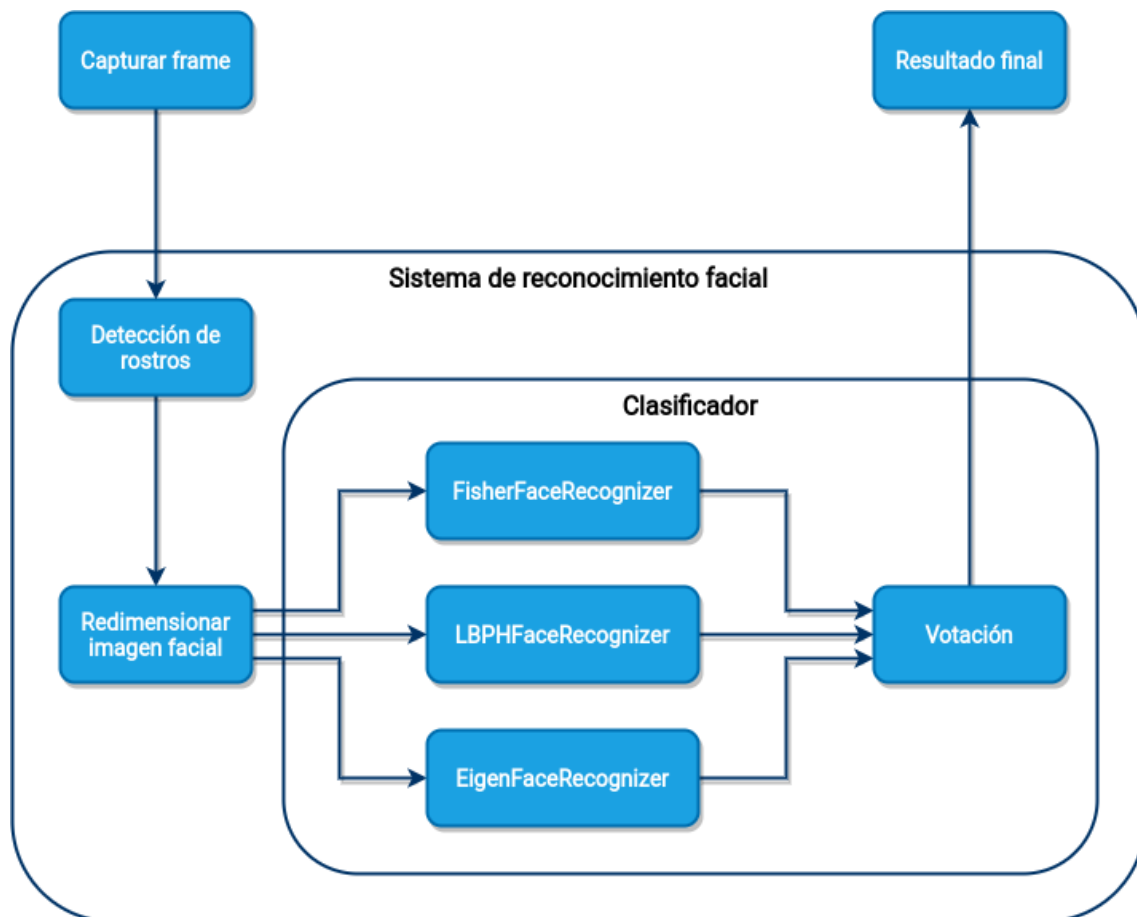 Capturar frame
Resultado final
Sistema de reconocimiento facial
Detección de
rostros
Clasificador
FisherFaceRecognizer
Redimensionar
imagen facial
LBPHFaceRecognizer
Votación
EigenFaceRecognizer